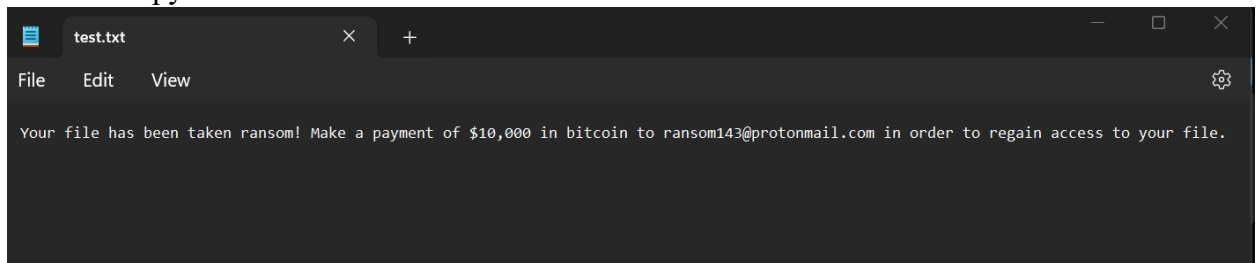 test.txt
File Edit View
Your file has been taken ransom! Make a payment of $10,000 in bitcoin to ransom143@protonmail.com in order to regain access to your file.